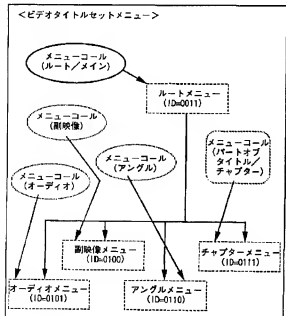 <ビデオタイトルセットメニュー>
メニューコール
(ルート/メイン)
ルートメニュー
(ID=0011)
メニューコール
(副映像)
メニューコール
(アングル)
メニューコール
(パートオブ
タイトル/
チャプター)
メニューコール
(オーディオ)
副映像メニュー
(ID=0100)
チャプターメニュー
(ID=0111)
オーディオメニュー
(ID=0101)
アングルメニュー
(ID=0110)